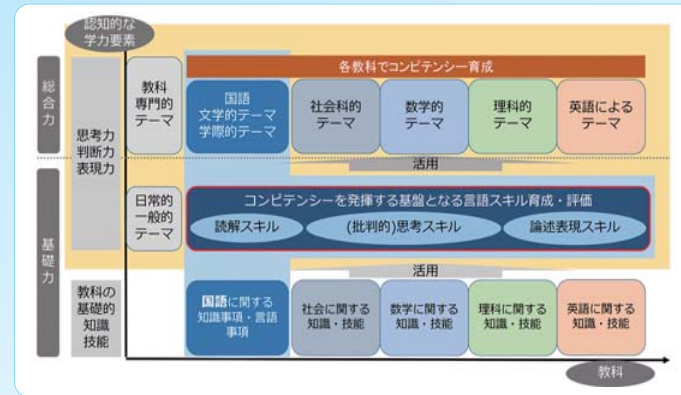 認知的な
学力要素
各教科でコンピテンシー育成
総合力
思考力
判断力
表現力
教科
専門的
テーマ
国語
文学的テーマ
学際的テーマ
社会科的
テーマ
数学的
テーマ
理科的
テーマ
英語による
テーマ
活用
基礎力
日常的
一般的
テーマ
コンピテンシーを発揮する基盤となる言語スキル育成・評価
読解スキル
(批判的)思考スキル
論述表現スキル
活用
教科の
基礎的
知識
技能
国語に関する
知識事項・言語
事項
社会に関する
知識・技能
数学に関する
知識・技能
理科に関する
知識・技能
英語に関する
知識・技能
教科